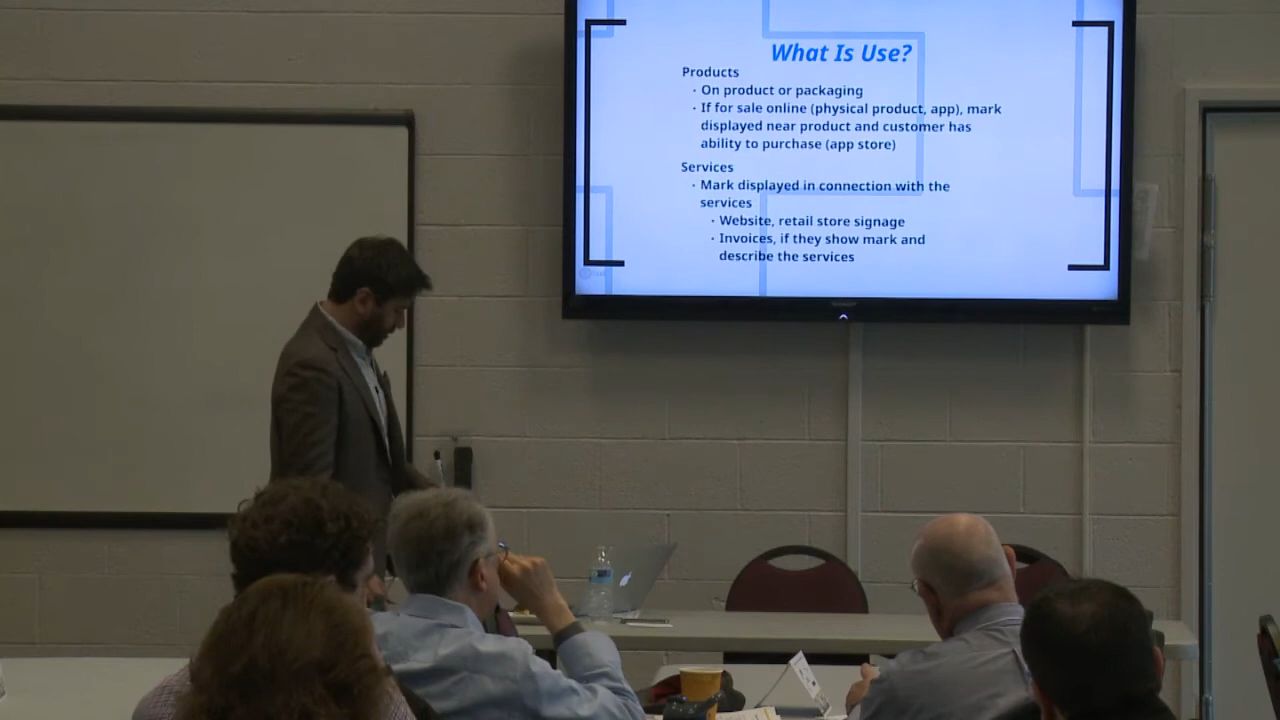 What Is Use?
Products
· On product or packaging
· If for sale online (physical product, app), mark
displayed near product and customer has
ability to purchase (app store)
Services
· Mark displayed in connection with the
services
· Website, retail store signage
· Invoices, if they show mark and
describe the services